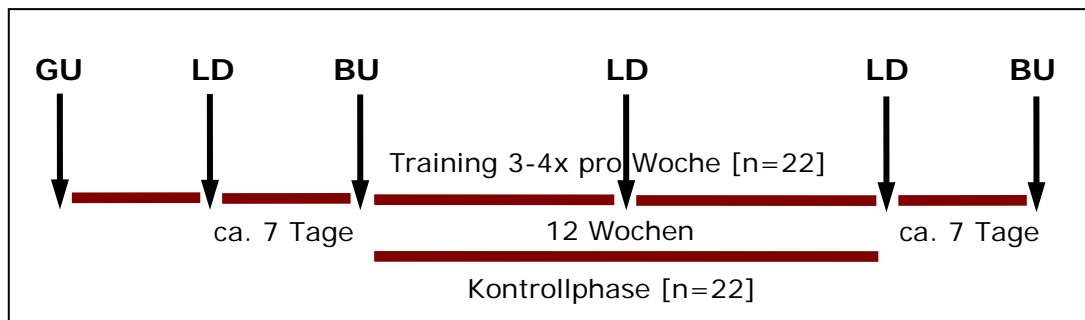 GU LD BU LD LD BU
Training 3-4x pro Woche [n=22]
ca. 7 Tage 12 Wochen ca. 7 Tage
Kontrollphase [n=22]